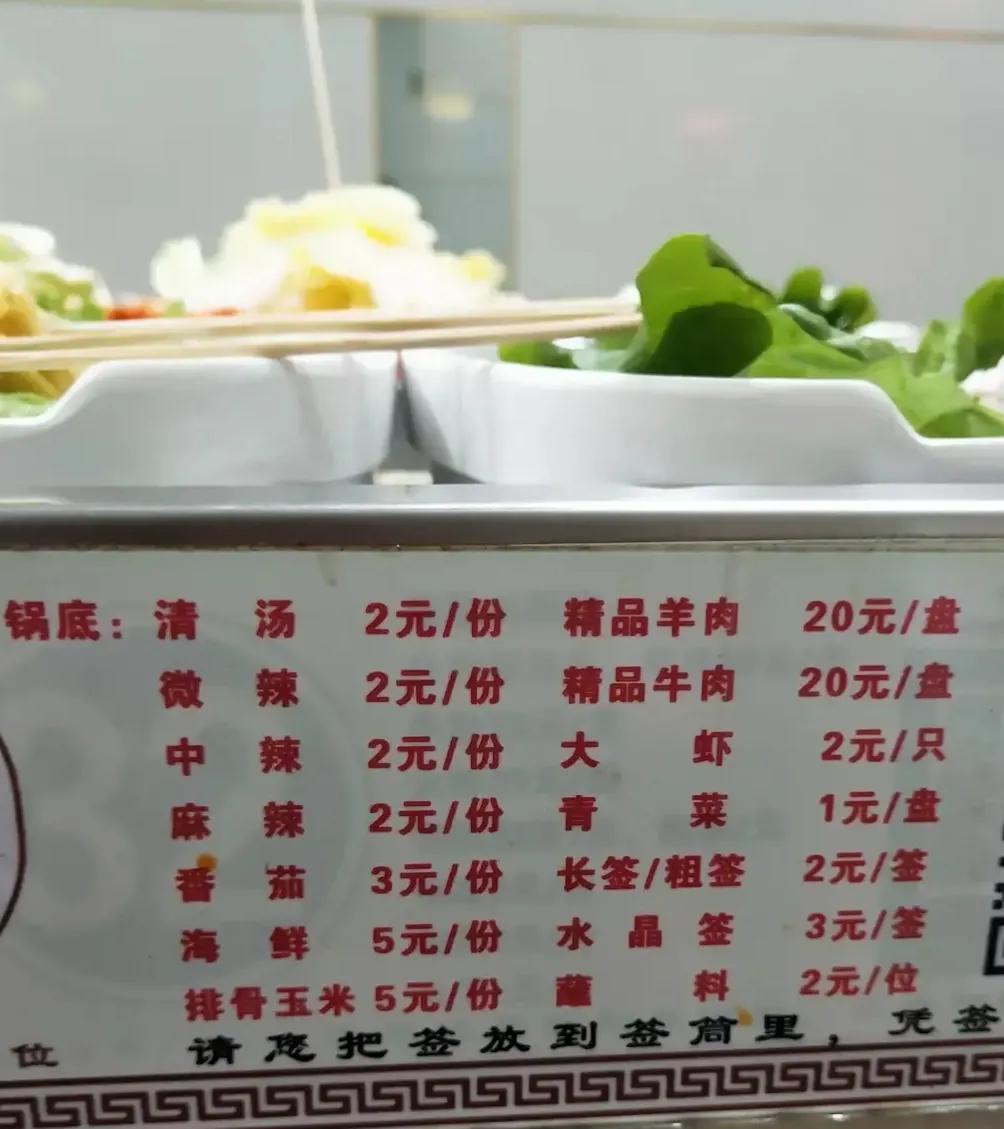 锅底：清汤 2元/份 精品羊肉 20元/盘
微辣 2元/份 精品牛肉 20元/盘
中辣 2元/份 大虾 2元/只
麻辣 2元/份 青菜 1元/盘
番茄 3元/份 长签/粗签 2元/签
海鲜 5元/份 水晶签 3元/签
排骨玉米 5元/份 蘸料 2元/位
位 请您把签放到签筒里，凭签